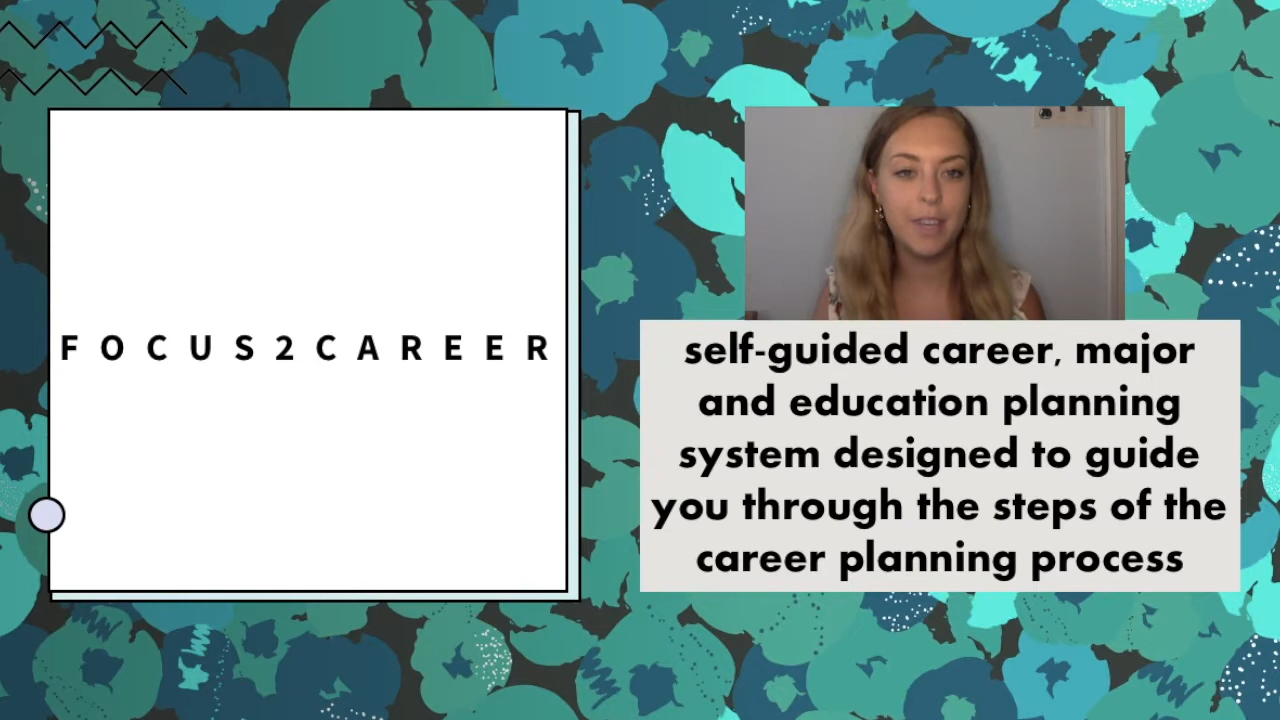 FOCUS2CAREER
self-guided career, major
and education planning
system designed to guide
you through the steps of the
career planning process